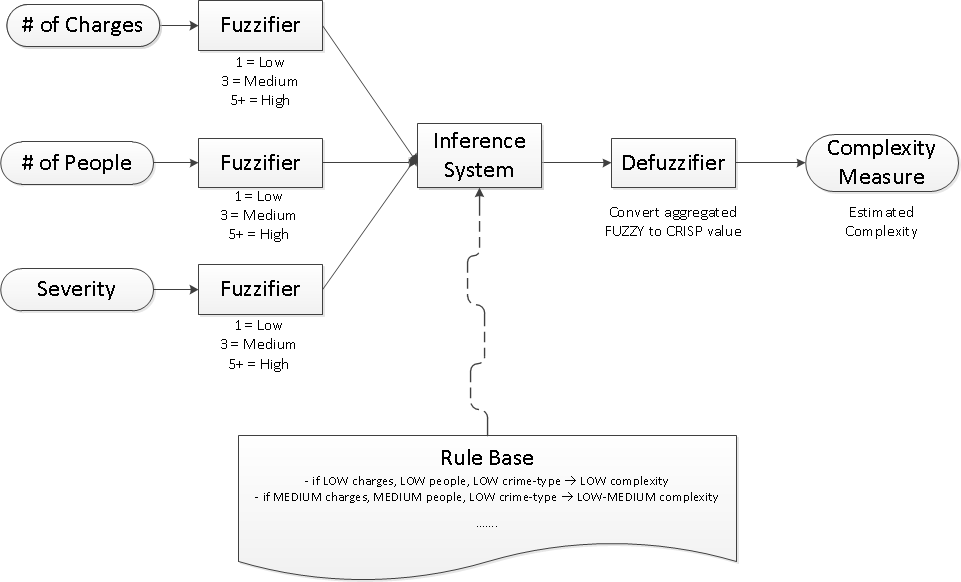 # of Charges
Fuzzifier
1 = Low
3 = Medium
5+ = High
# of People
Fuzzifier
1 = Low
3 = Medium
5+ = High
Severity
Fuzzifier
1 = Low
3 = Medium
5+ = High
Inference
System
Defuzzifier
Convert aggregated
FUZZY to CRISP value
Complexity
Measure
Estimated
Complexity
Rule Base
- if LOW charges, LOW people, LOW crime-type → LOW complexity
- if MEDIUM charges, MEDIUM people, LOW crime-type → LOW-MEDIUM complexity
.......